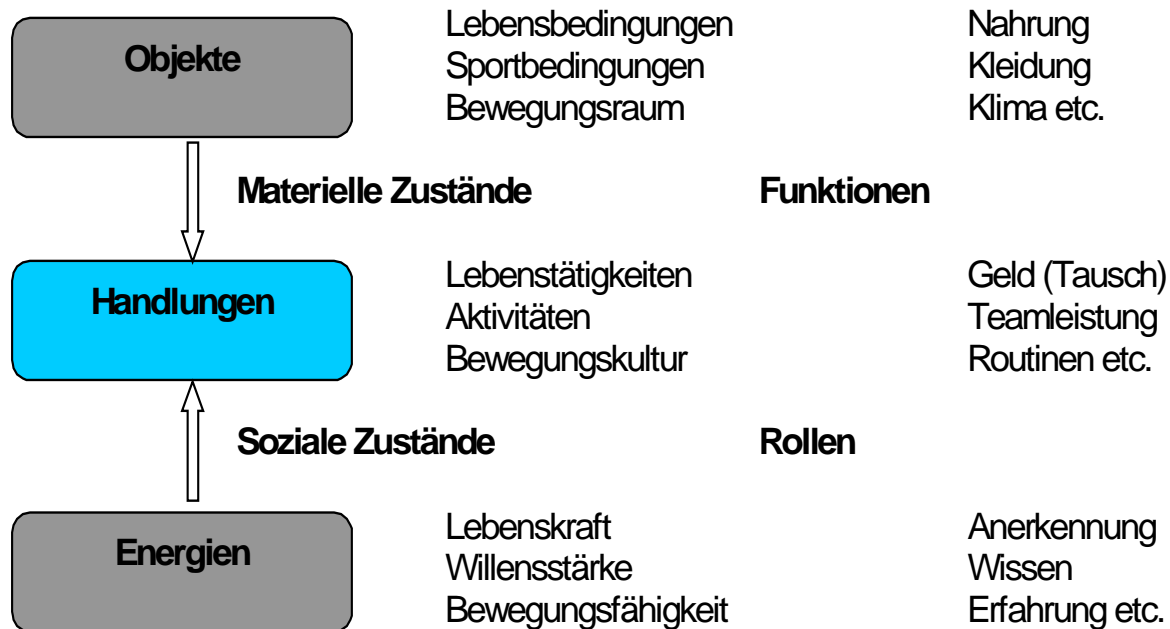 Objekte
Lebensbedingungen
Sportbedingungen
Bewegungsraum
Nahrung
Kleidung
Klima etc.
Materielle Zustände
Funktionen
Handlungen
Lebenstätigkeiten
Aktivitäten
Bewegungskultur
Geld (Tausch)
Teamleistung
Routinen etc.
Soziale Zustände
Rollen
Energien
Lebenskraft
Willensstärke
Bewegungsfähigkeit
Anerkennung
Wissen
Erfahrung etc.